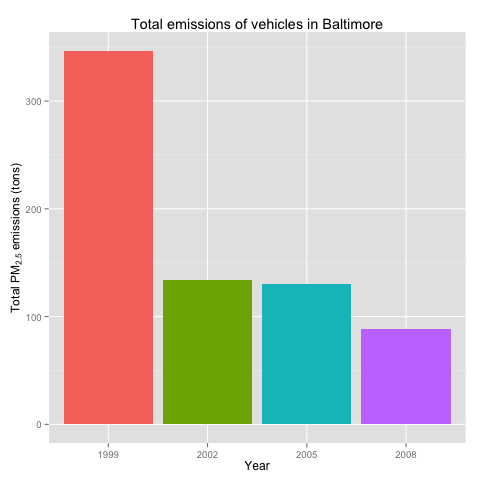 Total emissions of vehicles in Baltimore
Total PM2.5 emissions (tons)
300
200
100
0
1999 2002 2005 2008
Year